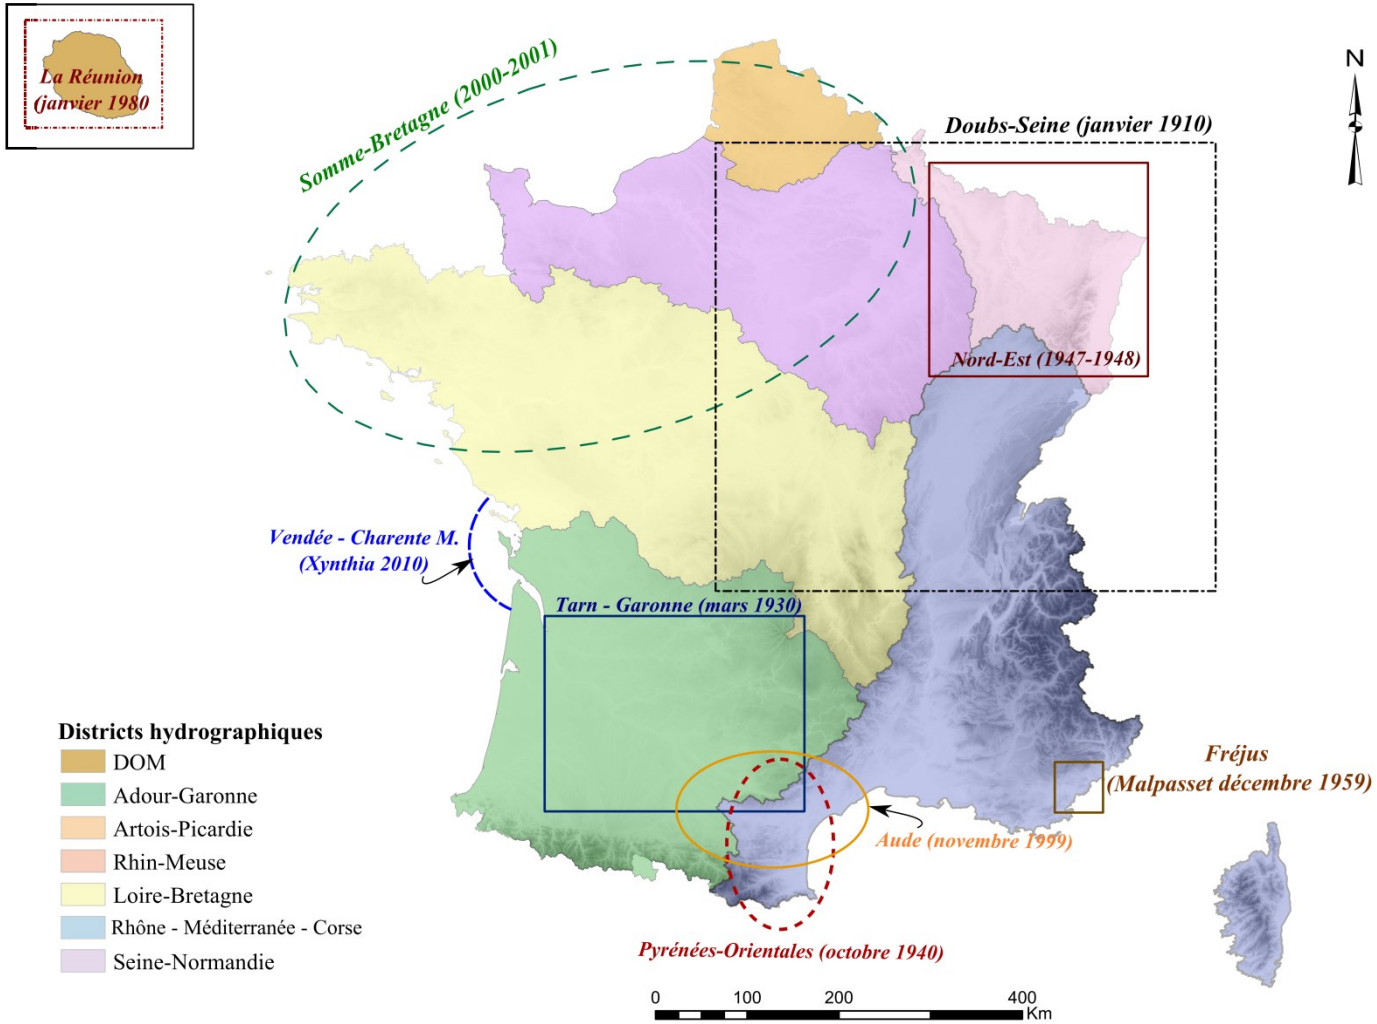 La Réunion
(janvier 1980
Somme-Bretagne (2000-2001)
N
Doubs-Seine (janvier 1910)
Nord-Est (1947-1948)
Vendée - Charente M.
(Xynthia 2010)
Tarn - Garonne (mars 1930)
Districts hydrographiques
DOM
Adour-Garonne
Artois-Picardie
Rhin-Meuse
Loire-Bretagne
Rhône - Méditerranée - Corse
Seine-Normandie
Fréjus
(Malpasset décembre 1959)
Aude (novembre 1999)
Pyrénées-Orientales (octobre 1940)
0 100 200 400
Km